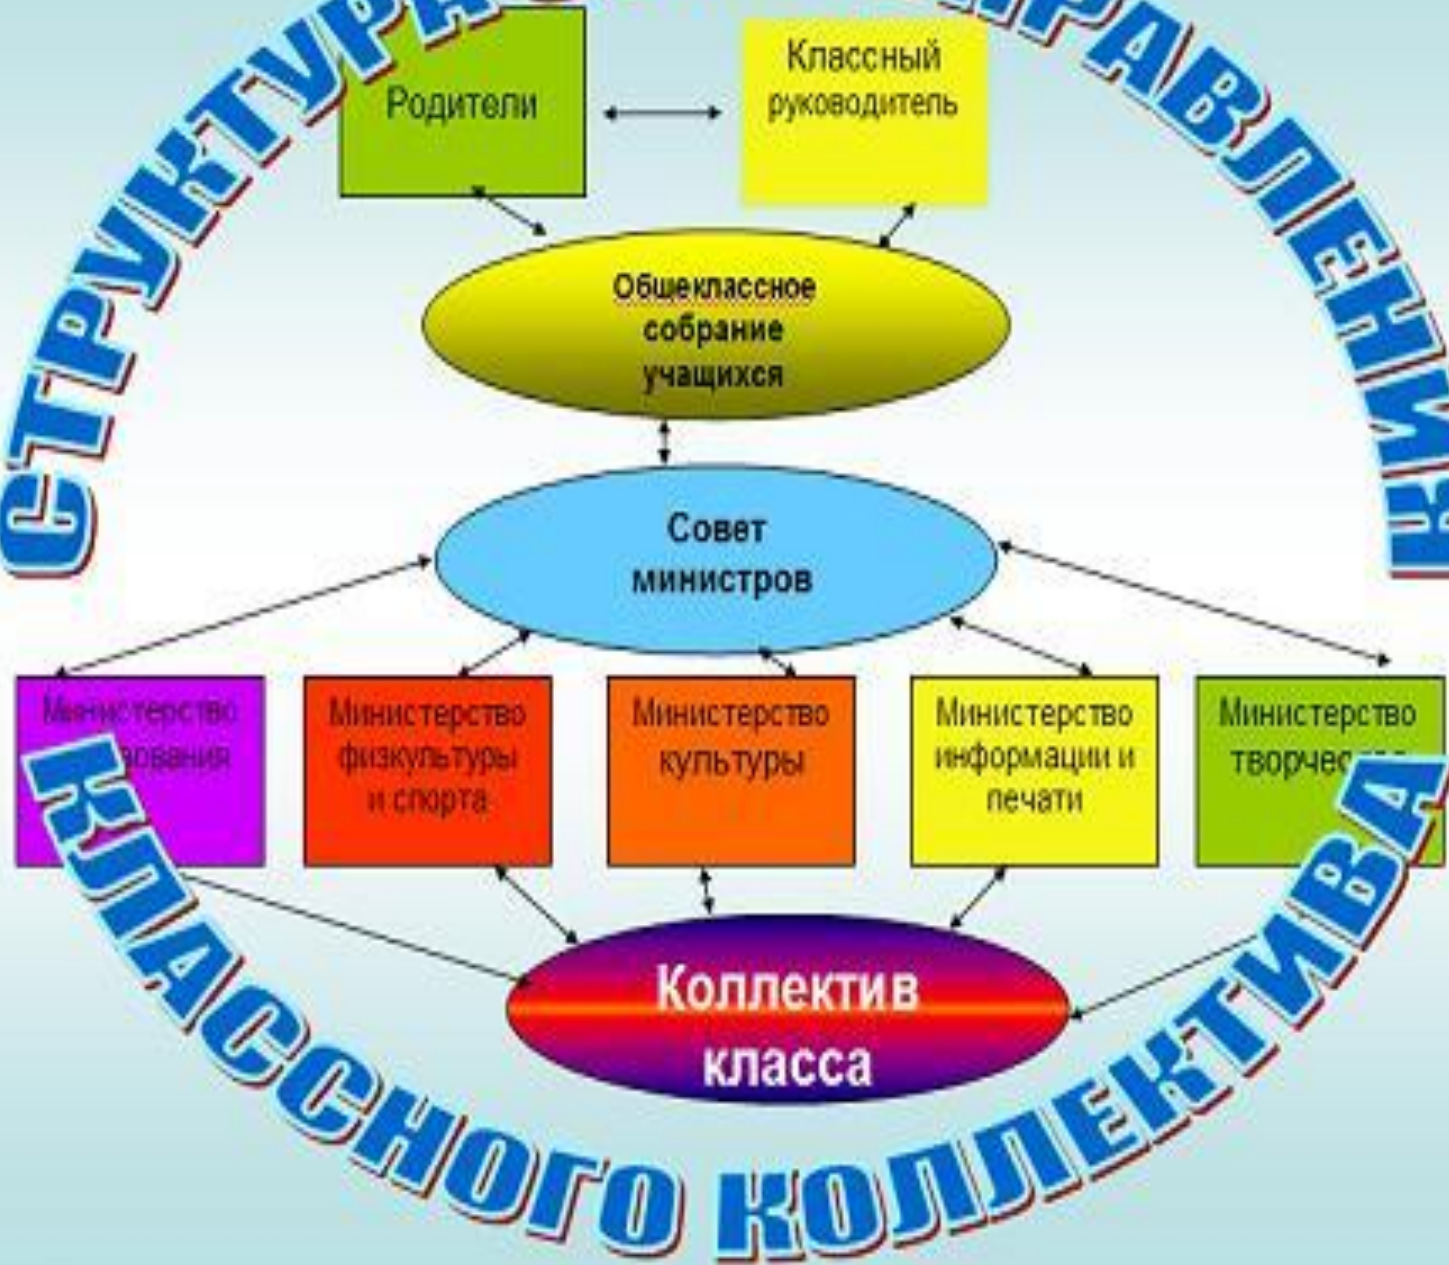 СТРУКТУРА
Родители
Классный
руководитель
Обшеклассное
собрание
учащихся
Совет
министров
Министерство
Министерство
физкультуры
и спорта
Министерство
культуры
Министерство
информации и
печати
Министерство
Коллектив
класса
КЛАССНОГО КОЛЛЕКТИВА